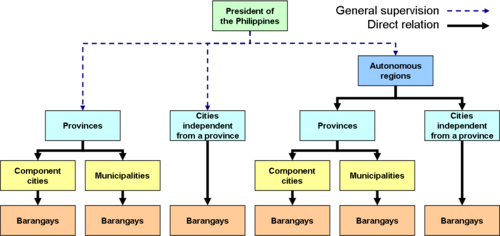 President of
the Philippines
General supervision
Direct relation
Autonomous
regions
Provinces
Cities
independent
from a province
Provinces
Cities
independent
from a province
Component
cities
Municipalities
Component
cities
Municipalities
Barangays
Barangays
Barangays
Barangays
Barangays
Barangays